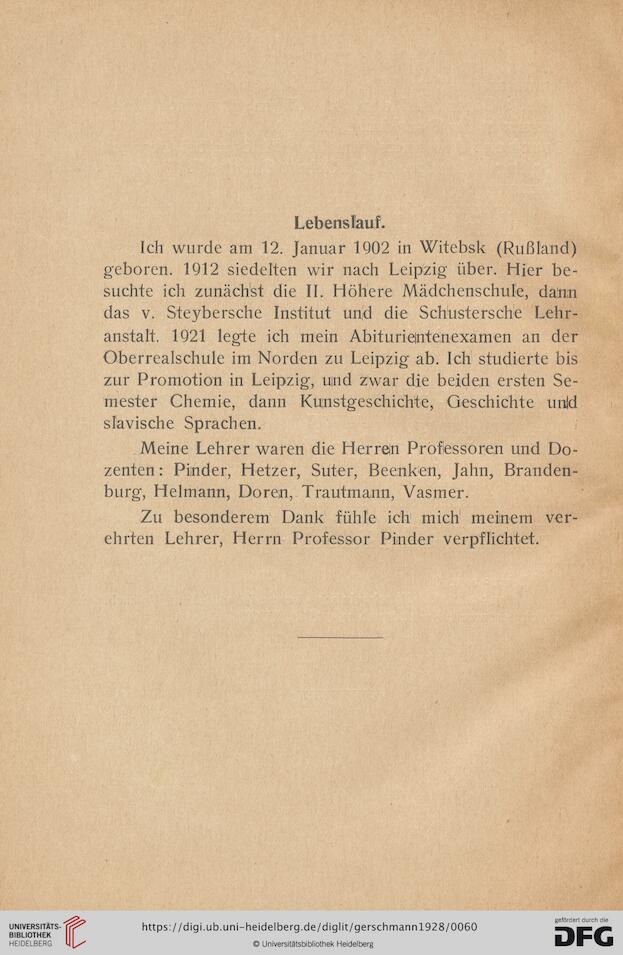 Lebenslauf.
Ich wurde am 12. Januar 1902 in Witebsk (Rußland)
geboren. 1912 siedelten wir nach Leipzig über. Hier be-
suchte ich zunächst die II. Höhere Mädchenschule, dann
das v. Steybersche Institut und die Schustersche Lehr-
anstalt. 1921 legte ich mein Abiturientenexamen an der
Oberrealschule im Norden zu Leipzig ab. Ich studierte bis
zur Promotion in Leipzig, und zwar die beiden ersten Se-
mester Chemie, dann Kunstgeschichte, Geschichte und
slavische Sprachen.
Meine Lehrer waren die Herren Professoren und Do-
zenten: Pinder, Hetzer, Suter, Beenken, Jahn, Branden-
burg, Helmann, Doren, Trautmann, Vasmer.
Zu besonderem Dank fühle ich mich meinem ver-
ehrten Lehrer, Herrn Professor Pinder verpflichtet.
UNIVERSITÄTS-
BIBLIOTHEK
HEIDELBERG
https://digi.ub.uni-heidelberg.de/diglit/gerschmann1928/0060
© Universitätsbibliothek Heidelberg
gefördert durch die
DFG